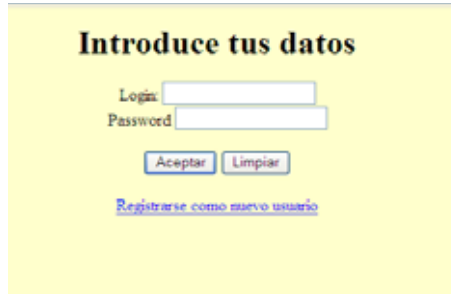 Introduce tus datos
Login:
Password
Aceptar Limpiar
Registrarse como nuevo usuario